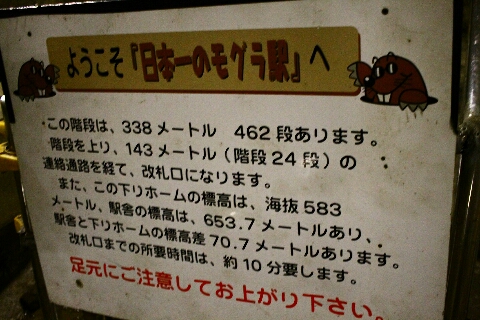 ようこそ『日本一のモグラ駅』へ
この階段は、338メートル 462段あります。
階段を上り、143メートル(階段24段)の
連絡通路を経て、改札口になります。
また、この下りホームの標高は、海抜583
メートル、駅舎の標高は、653.7メートルあり、
駅舎と下りホームの標高差70.7メートルあります。
改札口までの所要時間は、約10分要します。
足元にご注意してお上がり下さい。